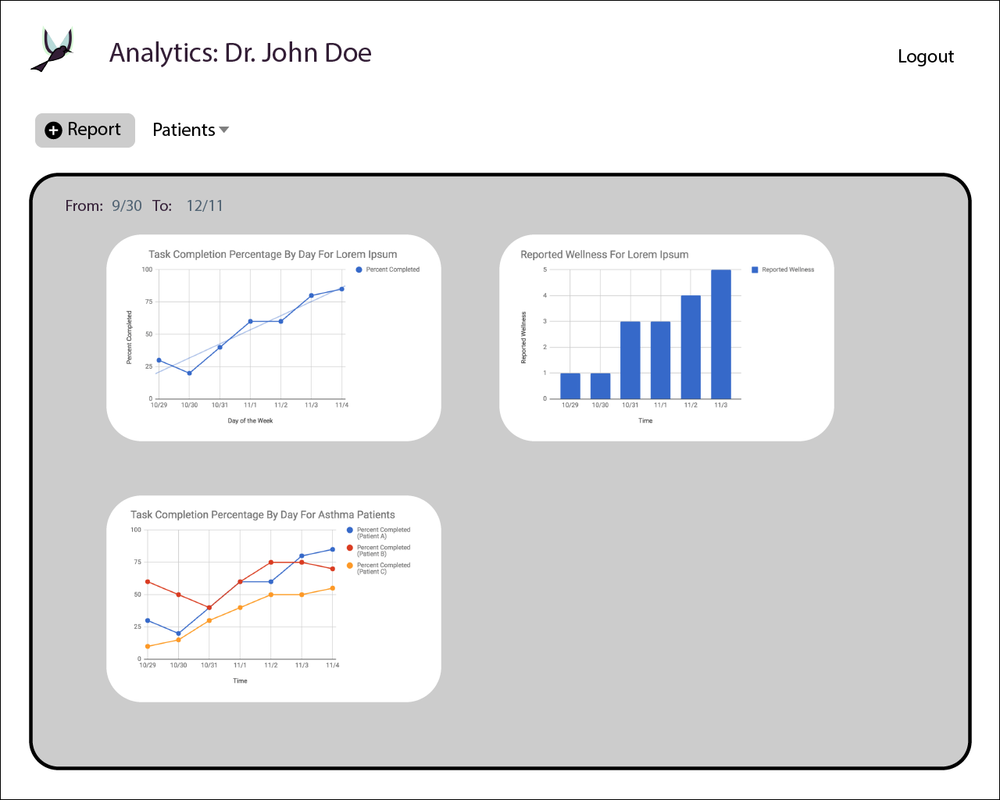 Analytics: Dr. John Doe
Logout
Report
Patients
From: 9/30 To: 12/11
Task Completion Percentage By Day For Lorem Ipsum
Percent Completed
100
75
50
25
0
Percent Completed
10/29 10/30 10/31 11/1 11/2 11/3 11/4
Day of the Week
Reported Wellness For Lorem Ipsum
Reported Wellness
5
4
3
2
1
0
Reported Wellness
10/29 10/30 10/31 11/1 11/2 11/3
Time
Task Completion Percentage By Day For Asthma Patients
Percent Completed
(Patient A)
Percent Completed
(Patient B)
Percent Completed
(Patient C)
100
75
50
25
0
10/29 10/30 10/31 11/1 11/2 11/3 11/4
Time